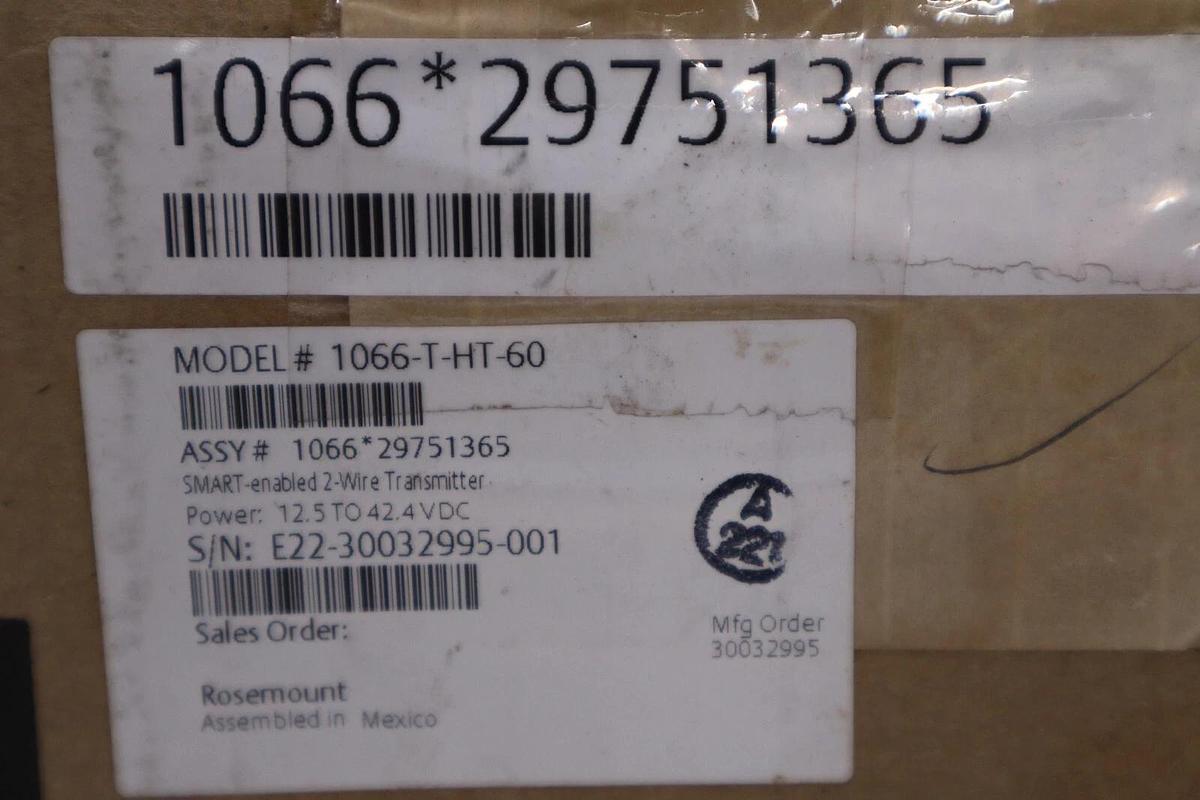 1066*29751365
MODEL # 1066-T-HT-60
ASSY # 1066*29751365
SMART-enabled 2-Wire Transmitter
Power: 12.5 TO 42.4 VDC
S/N: E22-30032995-001
Sales Order:
A
Mfg Order
30032995
Rosemount
Assembled in Mexico